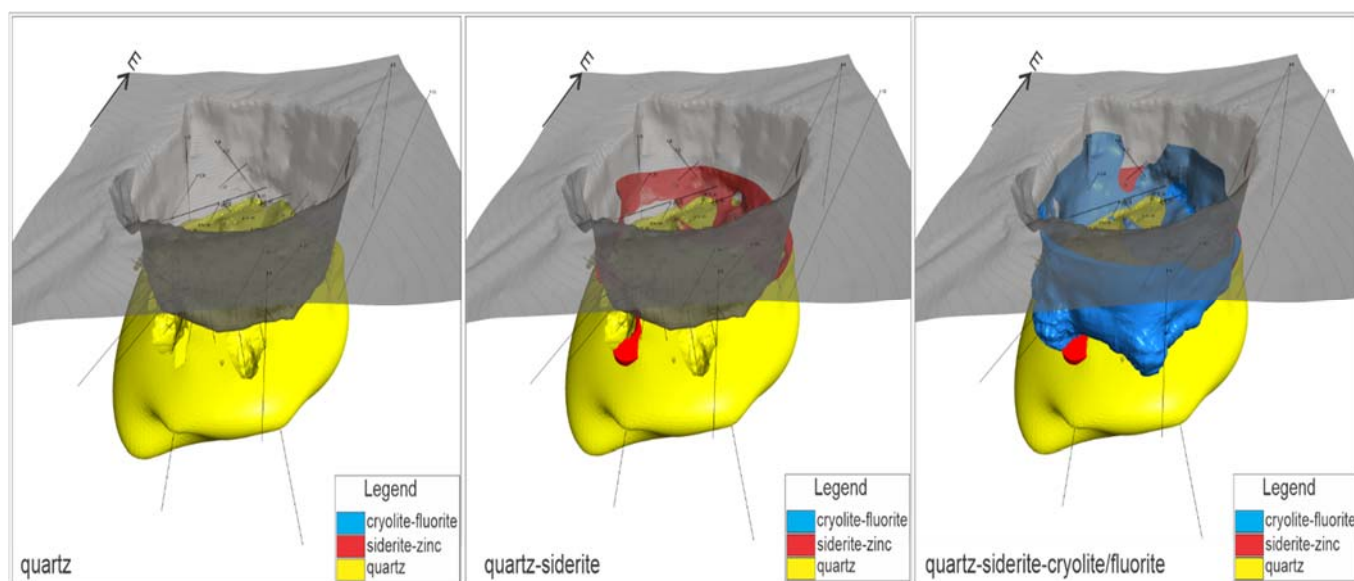 E
Legend
cryolite-fluorite
siderite-zinc
quartz
quartz
E
Legend
cryolite-fluorite
siderite-zinc
quartz
quartz-siderite
E
Legend
cryolite-fluorite
siderite-zinc
quartz
quartz-siderite-cryolite/fluorite